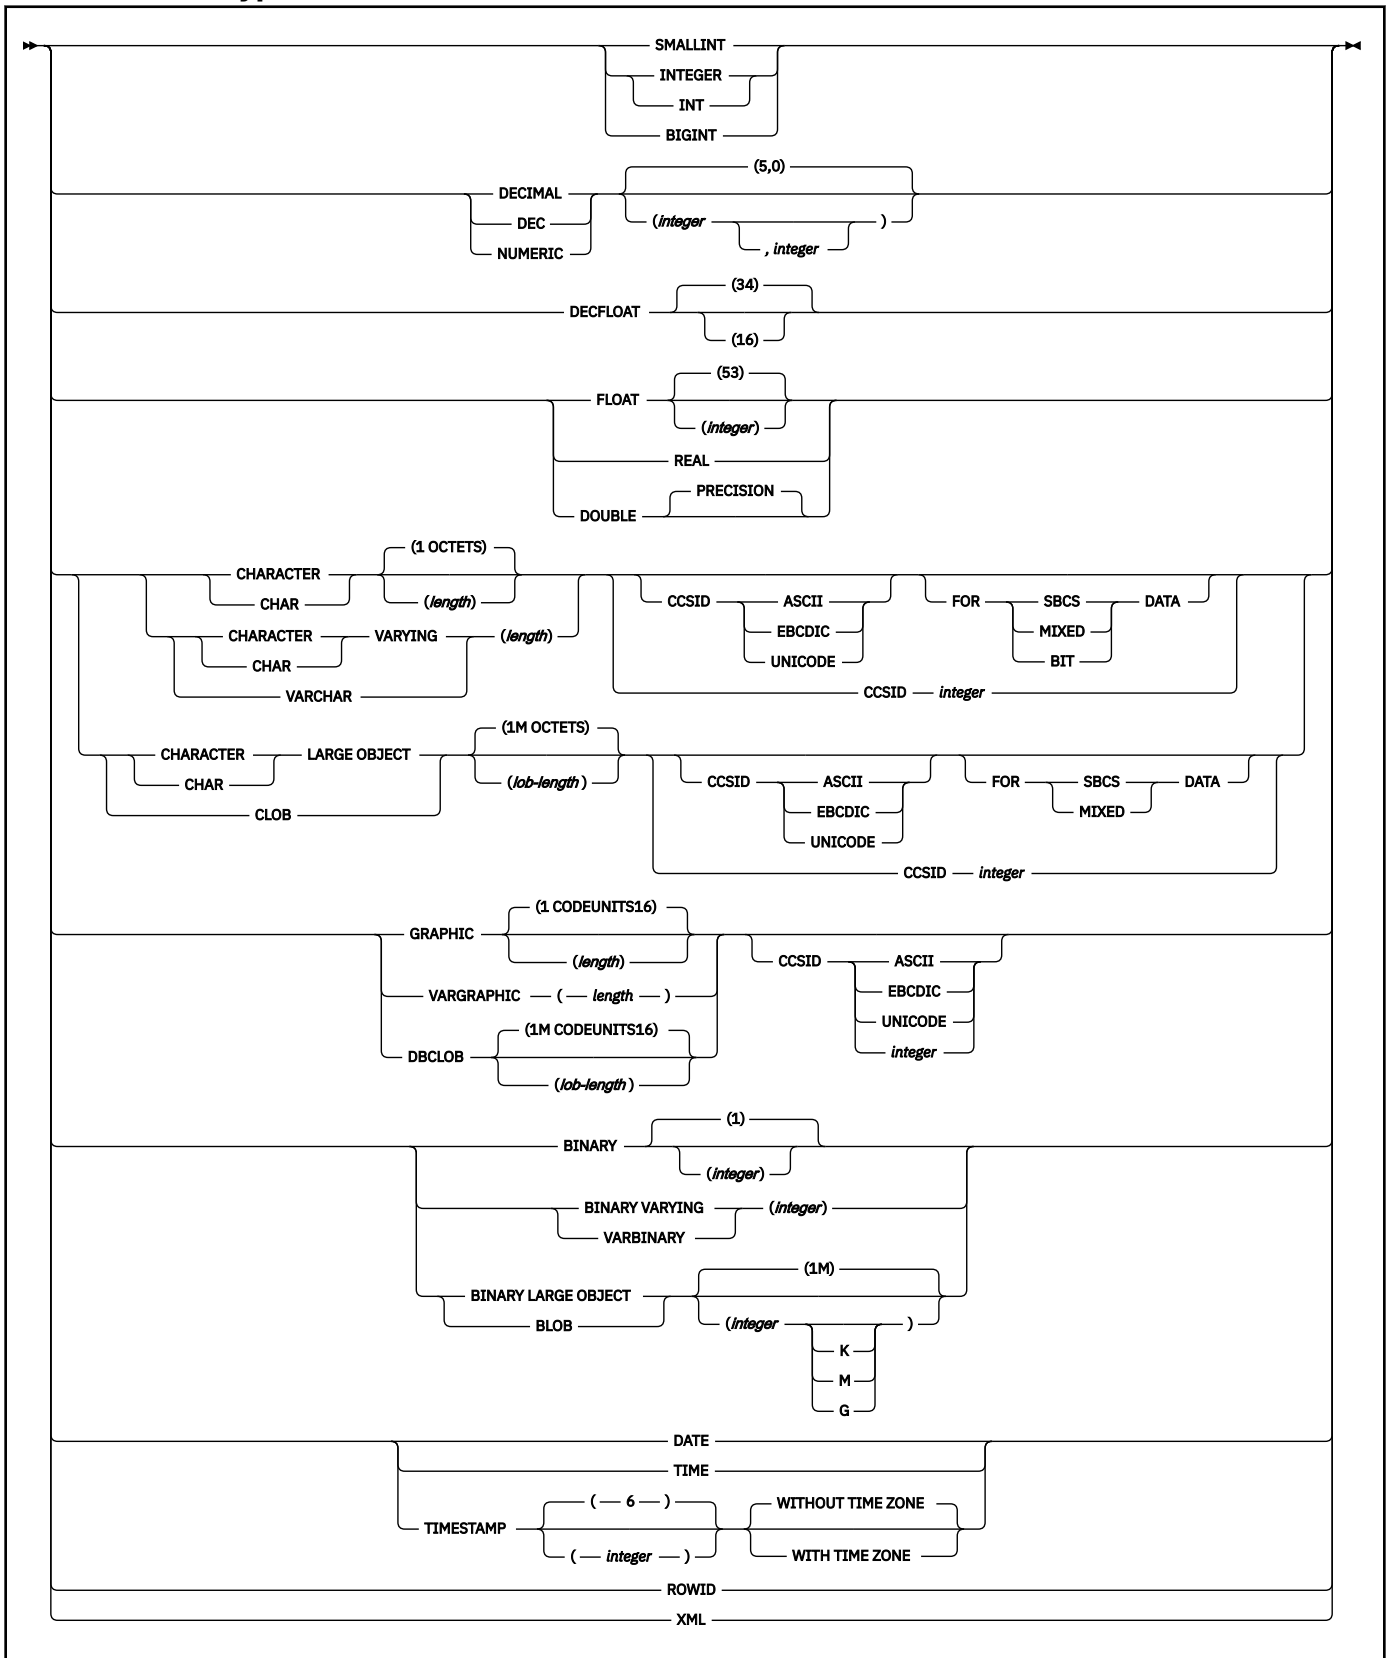 SMALLINT
INTEGER
INT
BIGINT
(5,0)
DECIMAL
DEC
(integer )
NUMERIC
, integer
(34)
DECFLOAT
(16)
(53)
FLOAT
(integer)
REAL
PRECISION
DOUBLE
(1 OCTETS)
CHARACTER
CHAR
(length)
CCSID ASCII FOR SBCS DATA
EBCDIC MIXED
UNICODE BIT
CHARACTER VARYING (length)
CHAR
VARCHAR
CCSID integer
(1M OCTETS)
CHARACTER LARGE OBJECT
CHAR
(lob-length)
CCSID ASCII FOR SBCS DATA
EBCDIC MIXED
UNICODE
CLOB
CCSID integer
(1 CODEUNITS16)
GRAPHIC
(length)
CCSID ASCII
EBCDIC
UNICODE
integer
VARGRAPHIC ( length )
(1M CODEUNITS16)
DBCLOB
(lob-length)
(1)
BINARY
(integer)
BINARY VARYING (integer)
VARBINARY
(1M)
BINARY LARGE OBJECT
BLOB
(integer )
K
M
G
DATE
TIME
( 6 ) WITHOUT TIME ZONE
TIMESTAMP
( integer ) WITH TIME ZONE
ROWID
XML